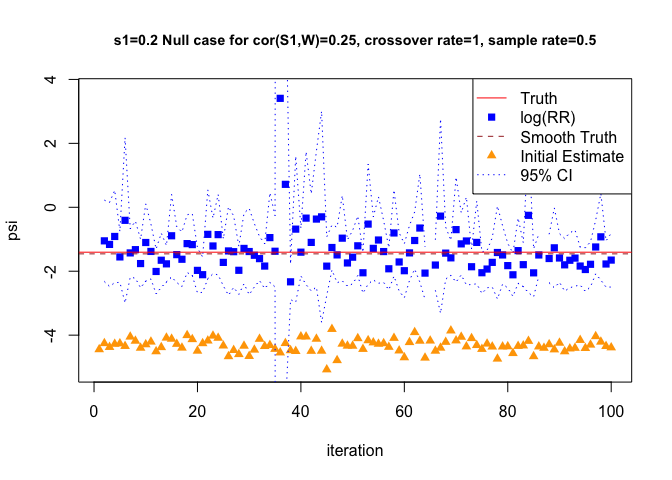 s1=0.2 Null case for cor(S1,W)=0.25, crossover rate=1, sample rate=0.5
psi
4
2
0
-2
-4
Truth
log(RR)
Smooth Truth
Initial Estimate
95% CI
0 20 40 60 80 100
iteration